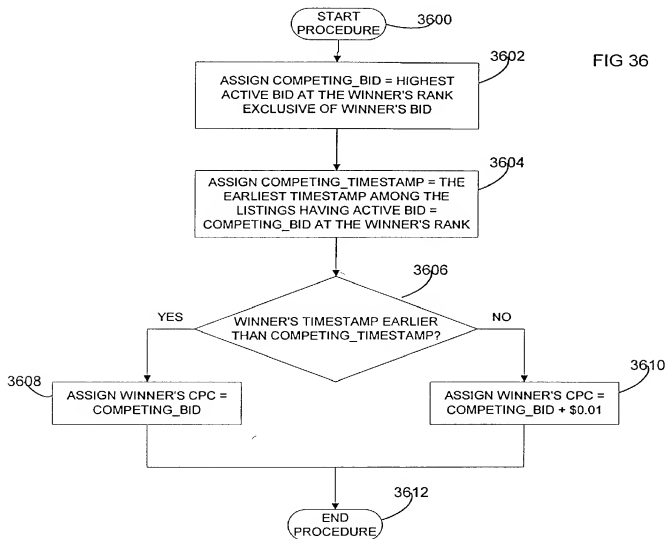 START
PROCEDURE
3600
FIG 36
3602
ASSIGN COMPETING_BID = HIGHEST
ACTIVE BID AT THE WINNER'S RANK
EXCLUSIVE OF WINNER'S BID
3604
ASSIGN COMPETING_TIMESTAMP = THE
EARLIEST TIMESTAMP AMONG THE
LISTINGS HAVING ACTIVE BID =
COMPETING_BID AT THE WINNER'S RANK
3606
YES
WINNER'S TIMESTAMP EARLIER
THAN COMPETING_TIMESTAMP?
NO
3608
ASSIGN WINNER'S CPC =
COMPETING_BID
3610
ASSIGN WINNER'S CPC =
COMPETING_BID + $0.01
3612
END
PROCEDURE